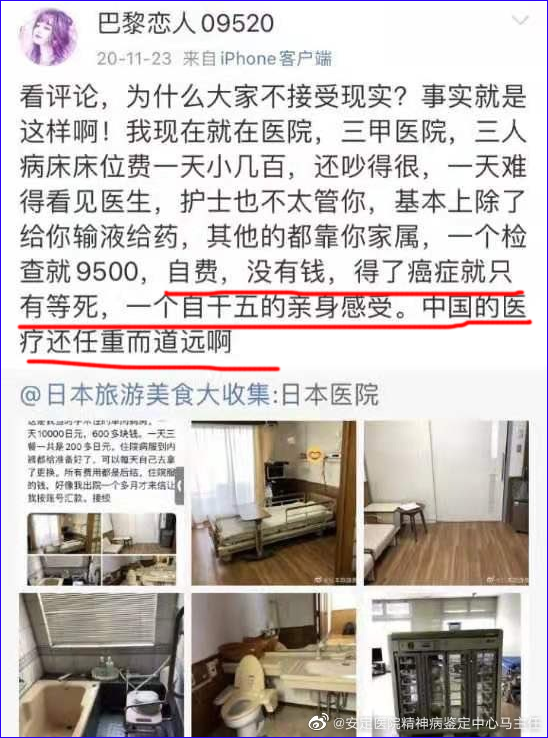 巴黎恋人09520
20-11-23 来自iPhone客户端
看评论，为什么大家不接受现实？事实就是
这样啊！我现在就在医院，三甲医院，三人
病床床位费一天小几百，还吵得很，一天难
得看见医生，护士也不太管你，基本上除了
给你输液给药，其他的都靠你家属，一个检
查就9500，自费，没有钱，得了癌症就只
有等死，一个自干五的亲身感受。中国的医
疗还任重而道远啊
@日本旅游美食大收集:日本医院
天10000日元，600多块钱。一天三
餐一共是200多日元。住院病服到内
裤都给准备好了，可以每天自己去拿
了更换。所有费用都是后结，住院服
的钱，好像我出院一个多月才来信让
我按账号汇款。接续
@安定医院精神病鉴定中心马主任